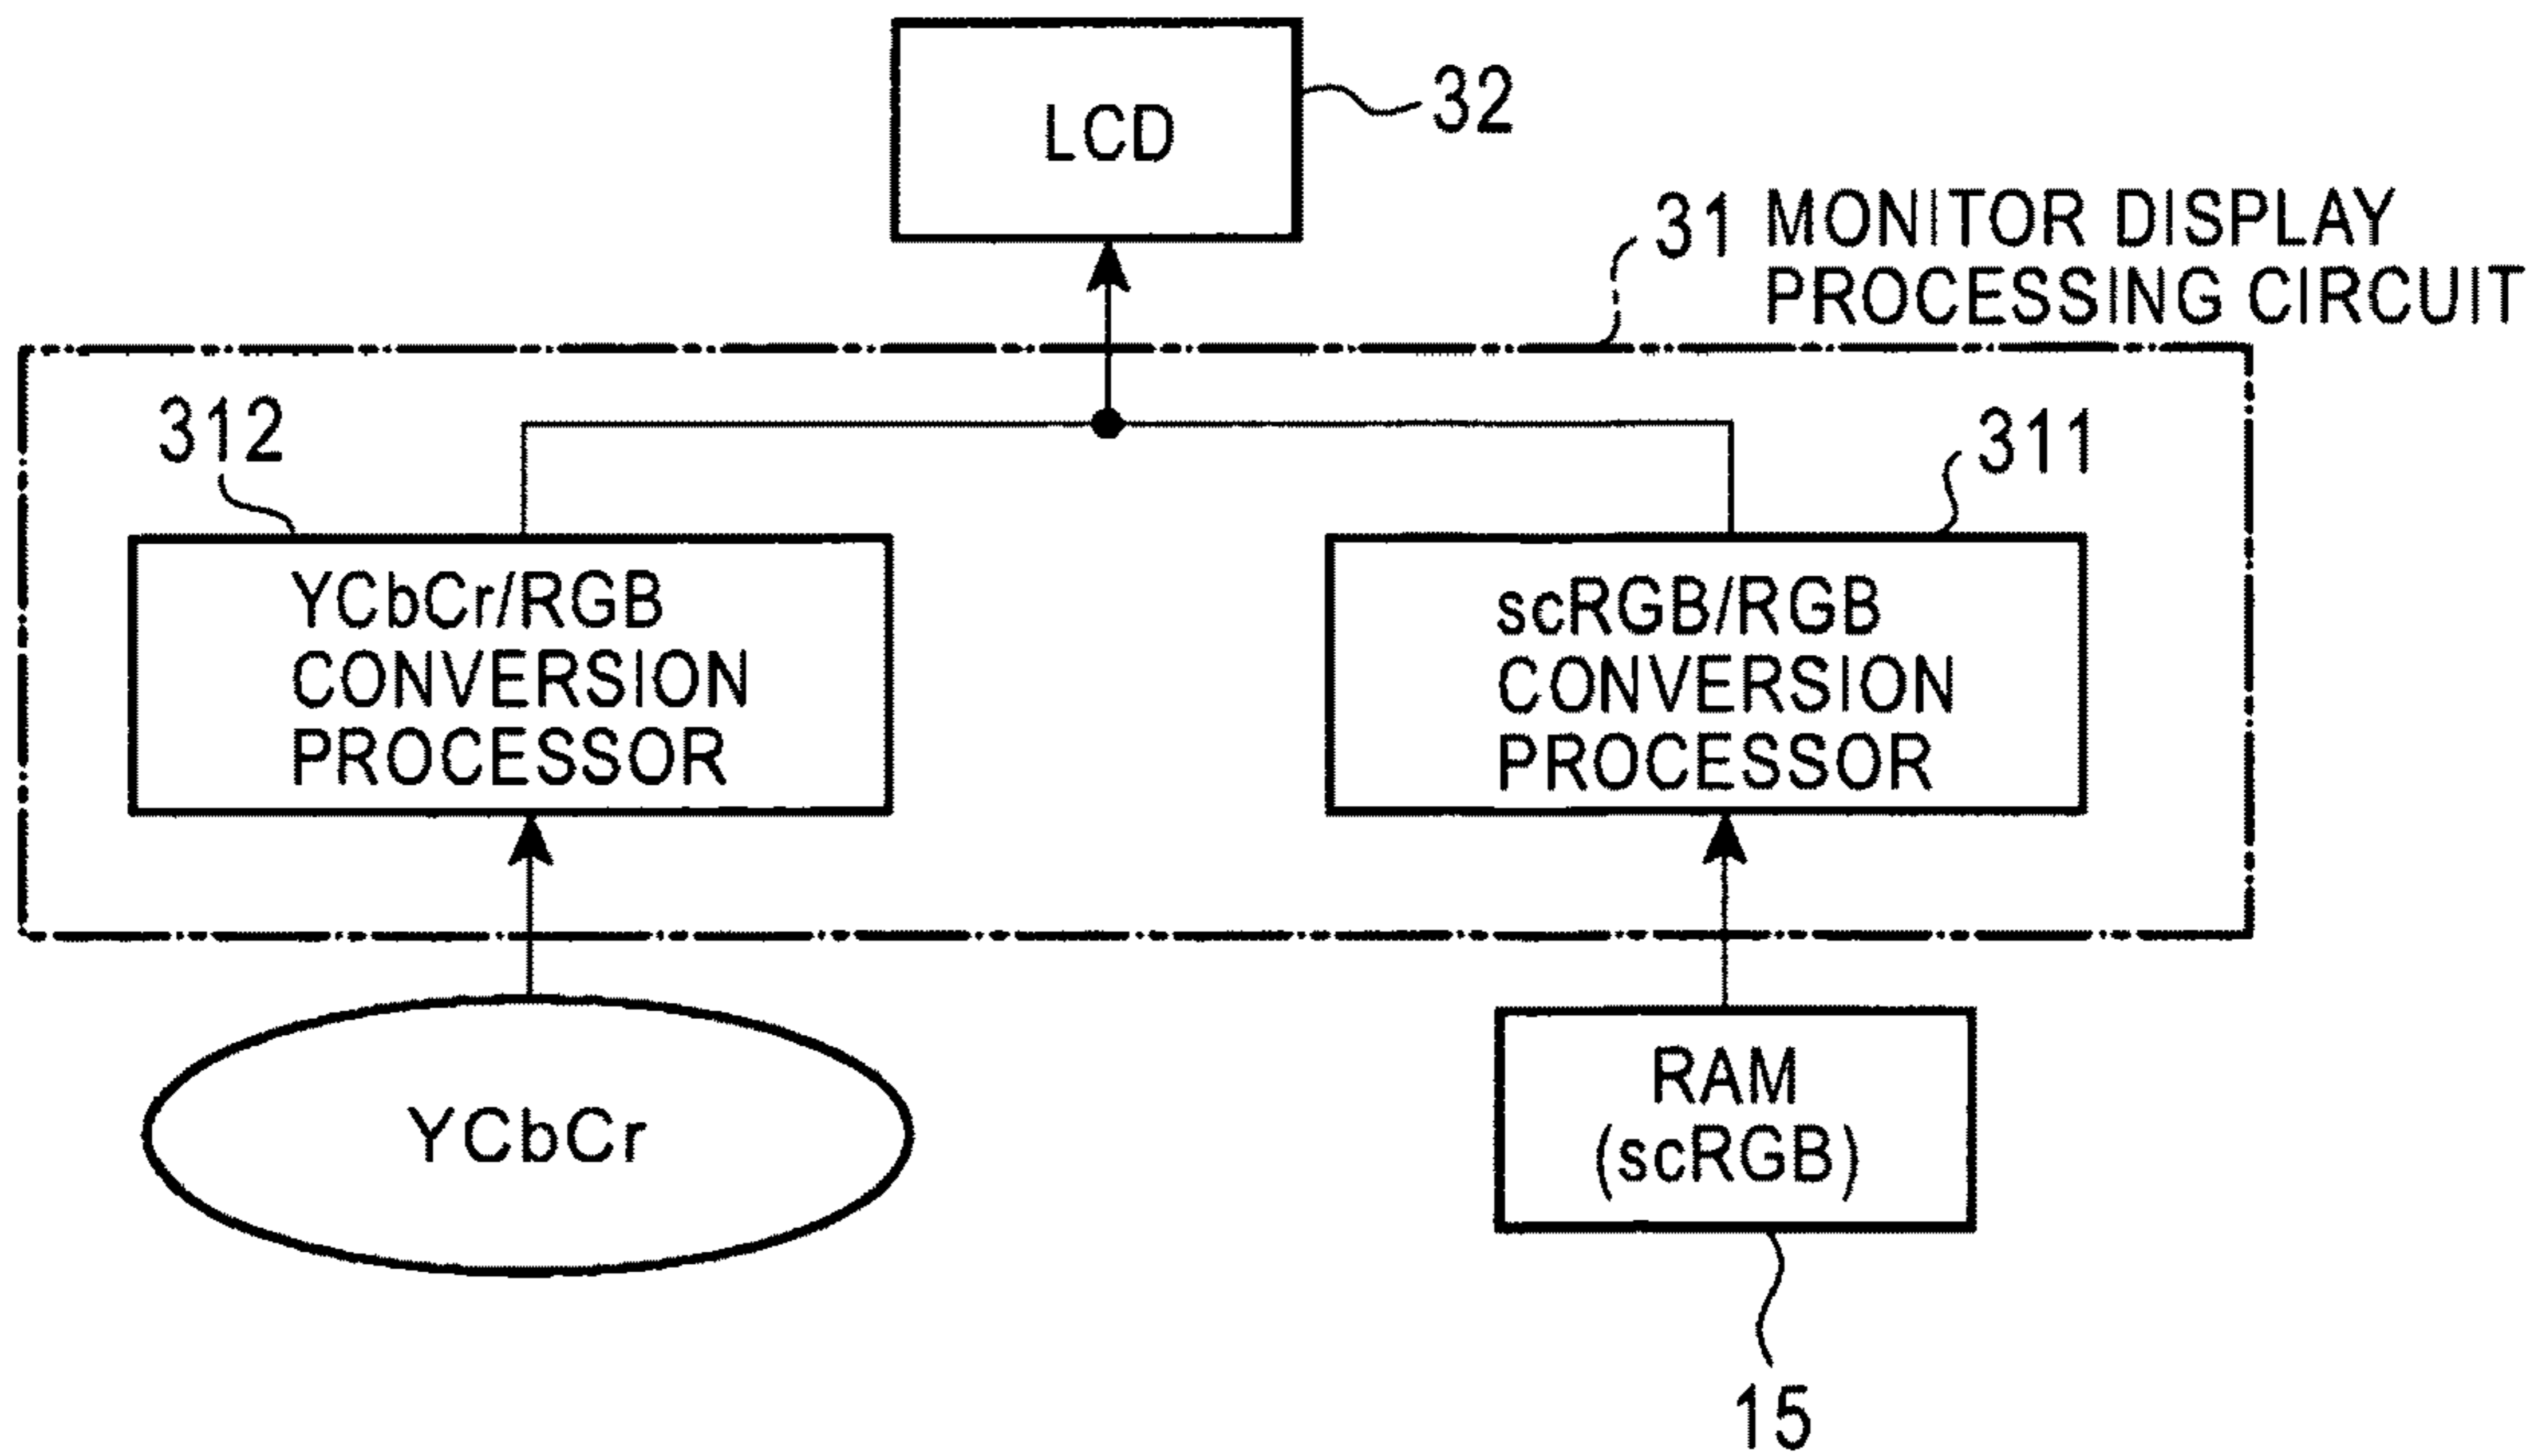 LCD
32
31 MONITOR DISPLAY
PROCESSING CIRCUIT
312
311
YCbCr/RGB
CONVERSION
PROCESSOR
scRGB/RGB
CONVERSION
PROCESSOR
YCbCr
RAM
(scRGB)
15